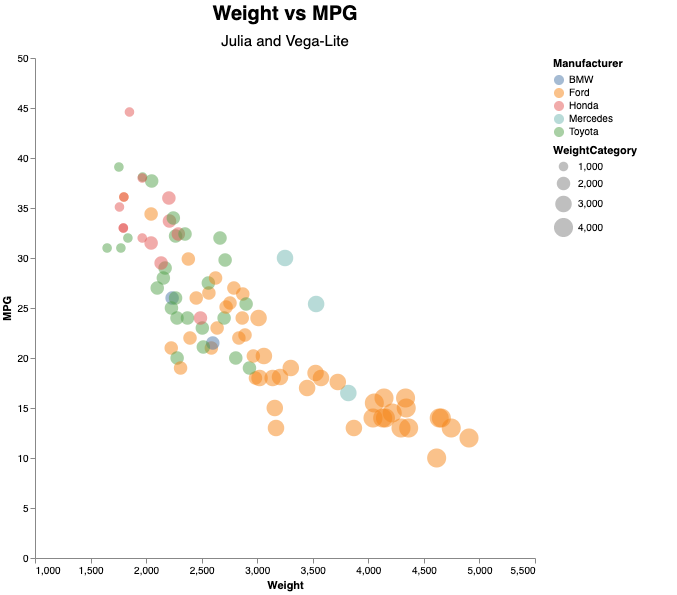 Weight vs MPG
Julia and Vega-Lite
50
45
40
35
30
25
20
15
10
5
0
MPG
1,000 1,500 2,000 2,500 3,000 3,500 4,000 4,500 5,000 5,500
Weight
Manufacturer
BMW
Ford
Honda
Mercedes
Toyota
WeightCategory
1,000
2,000
3,000
4,000